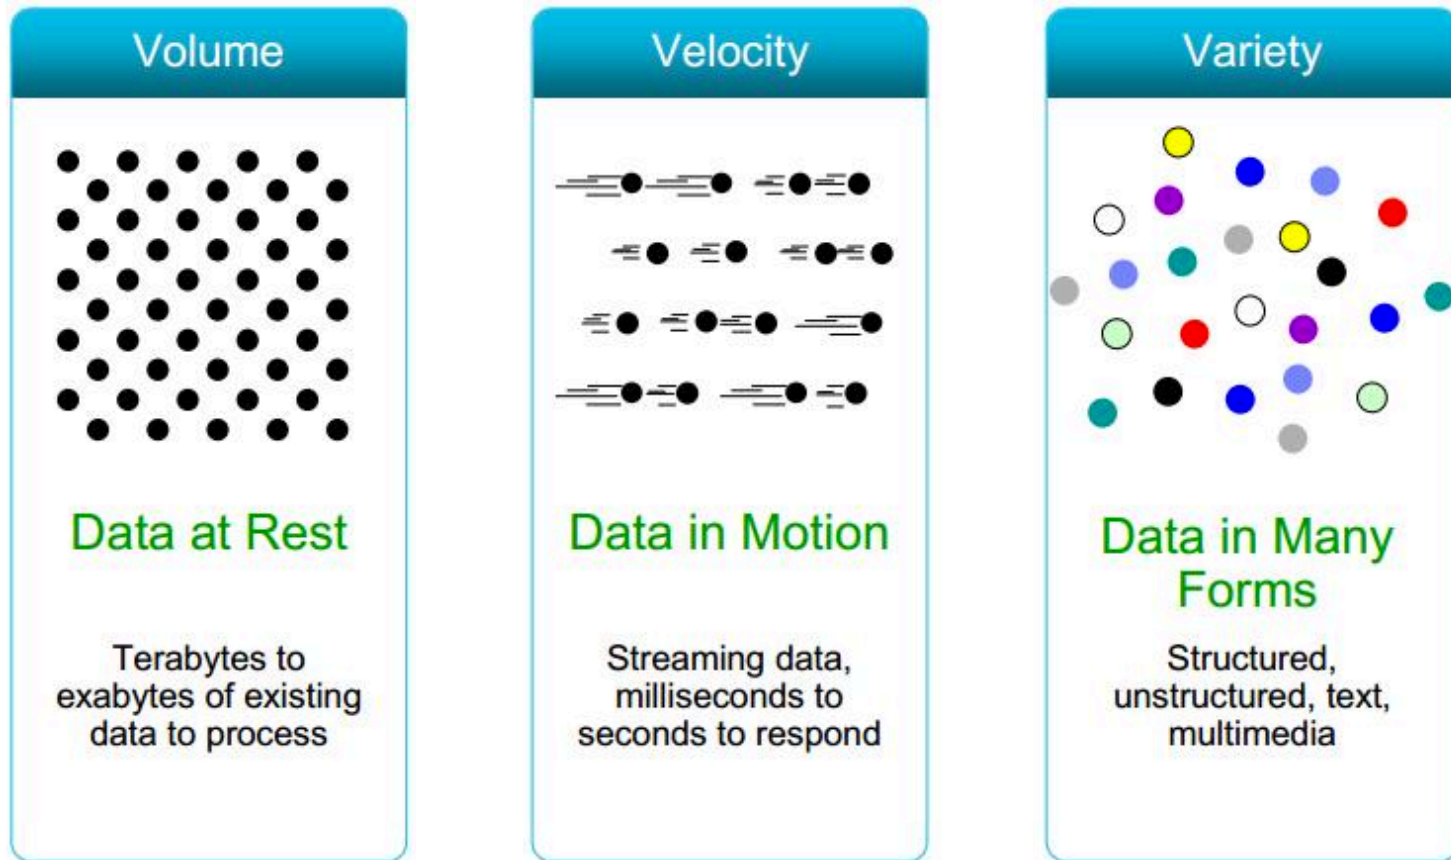 Volume
Data at Rest
Terabytes to
exabytes of existing
data to process
Velocity
Data in Motion
Streaming data,
milliseconds to
seconds to respond
Variety
Data in Many
Forms
Structured,
unstructured, text,
multimedia